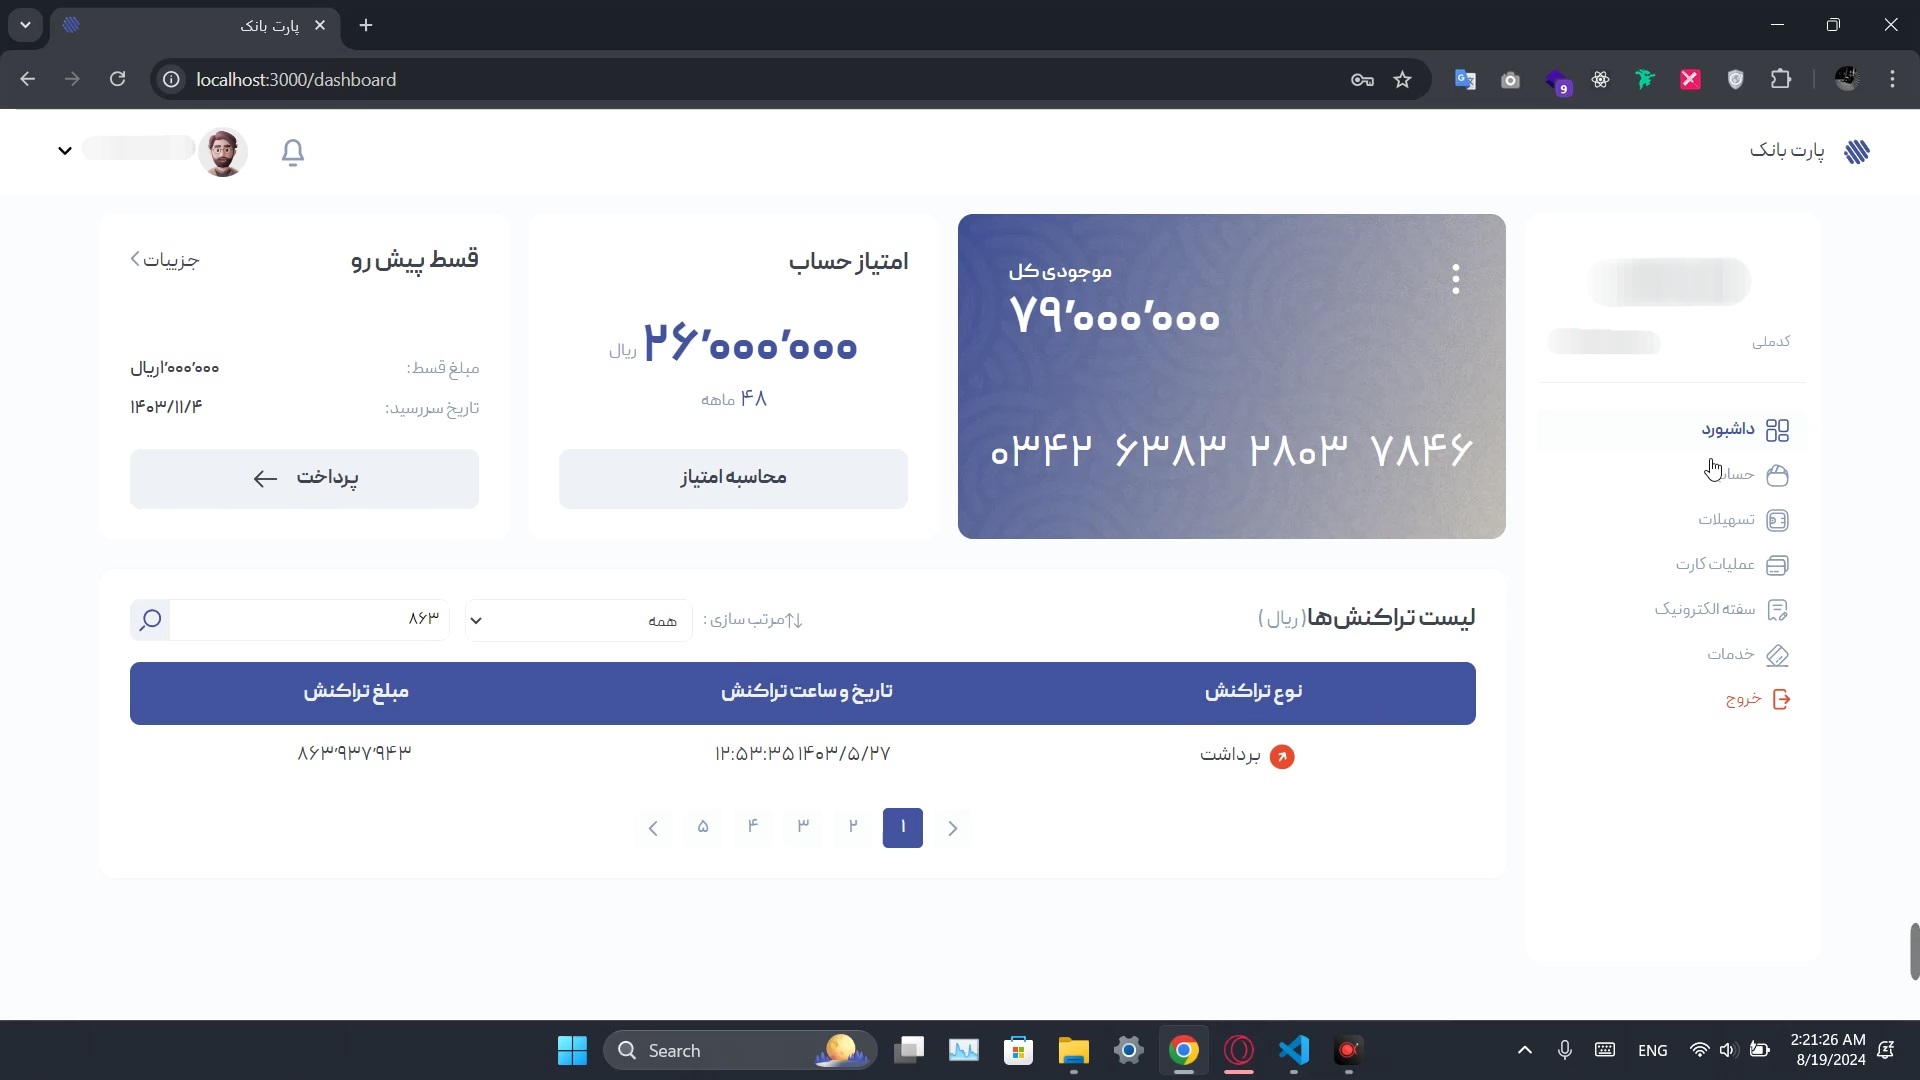 پارت بانک
localhost:3000/dashboard
9
پارت بانک
کدملی
داشبورد
تسهیلات
عملیات کارت
سفته الکترونیک
خدمات
خروج
موجودی کل
۷۹٬۰۰۰٬۰۰۰
۰۳۴۲ ۶۳۸۳ ۲۸۰۳ ۷۸۴۶
امتیاز حساب
۲۶٬۰۰۰٬۰۰۰ ریال
۴۸ ماهه
محاسبه امتیاز
قسط پیش رو
جزییات
مبلغ قسط:
۱٬۰۰۰٬۰۰۰ریال
تاریخ سررسید:
۱۴۰۳/۱۱/۴
پرداخت
لیست تراکنش‌ها(ریال)
مرتب سازی:
همه
۸۶۳
نوع تراکنش
تاریخ و ساعت تراکنش
مبلغ تراکنش
برداشت
۱۲:۵۳:۳۵ ۱۴۰۳/۵/۲۷
۸۶۳٬۹۳۷٬۹۴۳
۱ ۲ ۳ ۴ ۵
Search
ENG
2:21:26 AM
8/19/2024